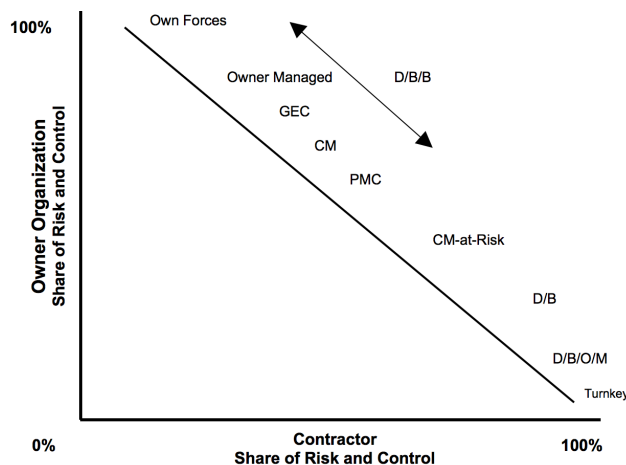 100%
Own Forces
Owner Managed
D/B/B
GEC
CM
PMC
CM-at-Risk
D/B
D/B/O/M
Turnkey
Owner Organization
Share of Risk and Control
0%
Contractor
100%
Share of Risk and Control